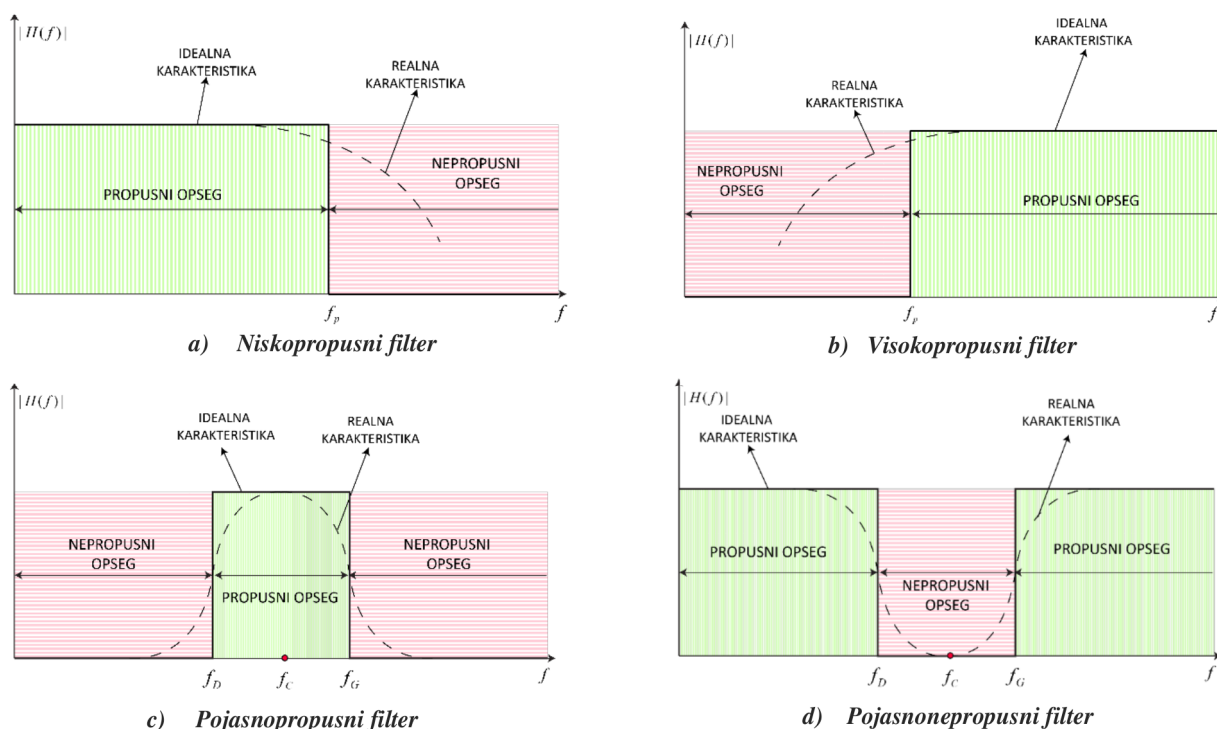 |H(f)|
IDEALNA
KARAKTERISTIKA
REALNA
KARAKTERISTIKA
NEPROPUSNI
OPSEG
PROPUSNI OPSEG
f_p
f
a) Niskopropusni filter
|H(f)|
IDEALNA
KARAKTERISTIKA
REALNA
KARAKTERISTIKA
NEPROPUSNI
OPSEG
PROPUSNI OPSEG
f_p
f
b) Visokopropusni filter
|H(f)|
IDEALNA
KARAKTERISTIKA
REALNA
KARAKTERISTIKA
NEPROPUSNI
OPSEG
PROPUSNI OPSEG
NEPROPUSNI
OPSEG
f_D
f_C
f_G
f
c) Pojasnopropusni filter
|H(f)|
IDEALNA
KARAKTERISTIKA
REALNA
KARAKTERISTIKA
PROPUSNI OPSEG
NEPROPUSNI
OPSEG
PROPUSNI OPSEG
f_D
f_C
f_G
f
d) Pojasnonepropusni filter